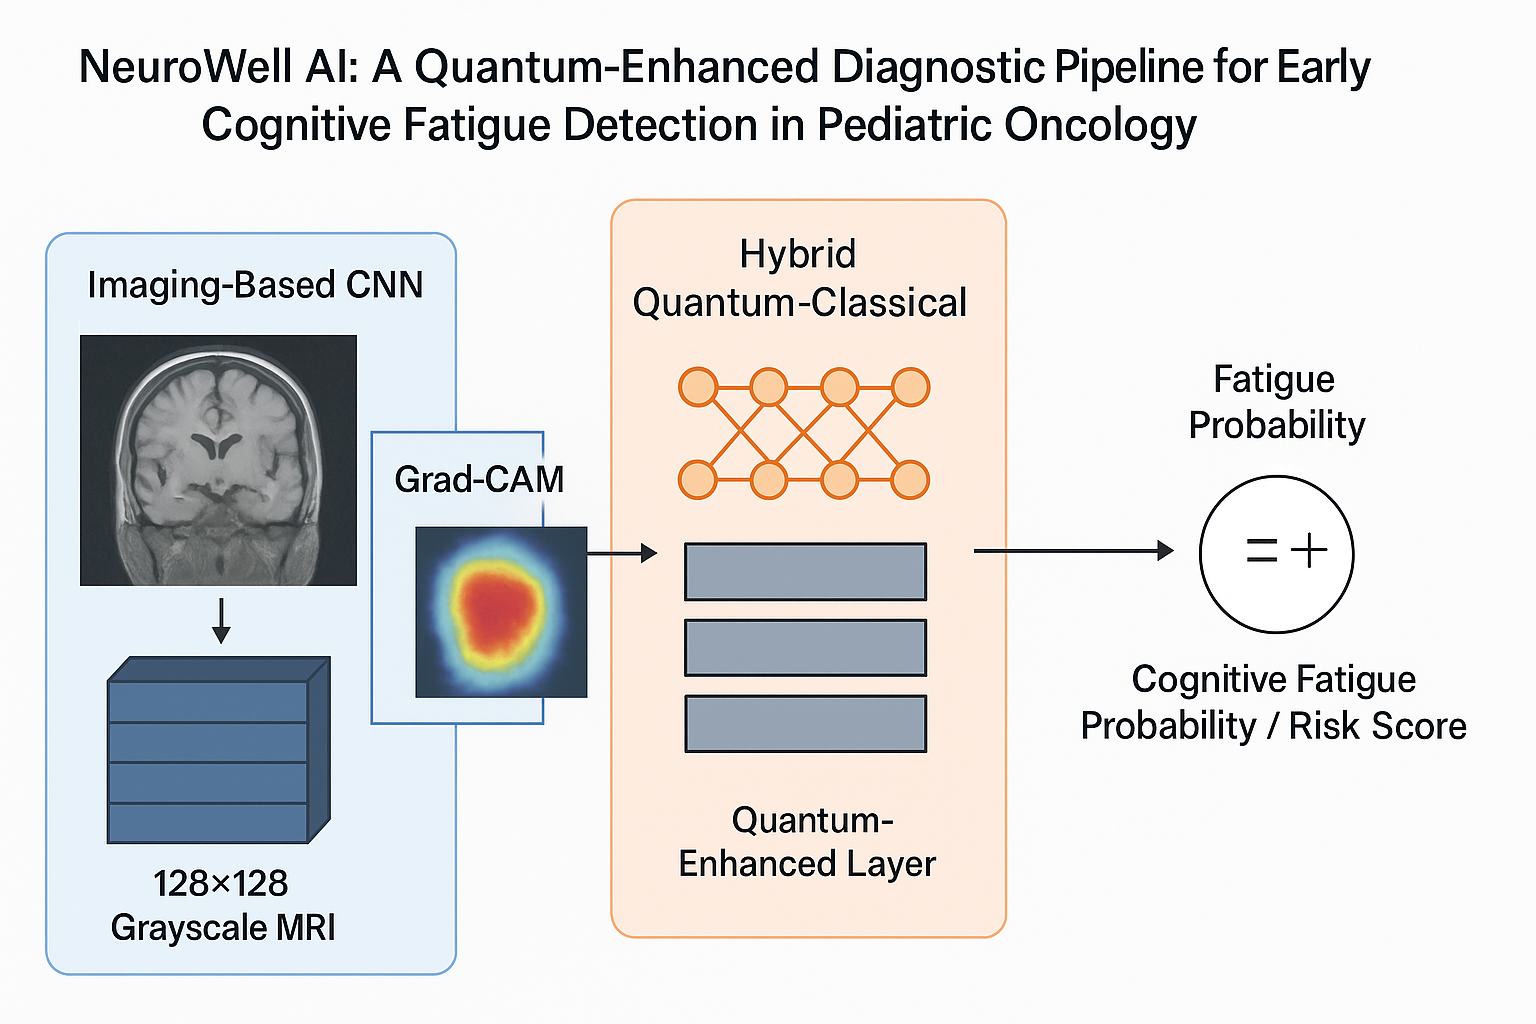 NeuroWell AI: A Quantum-Enhanced Diagnostic Pipeline for Early
Cognitive Fatigue Detection in Pediatric Oncology
Imaging-Based CNN
128×128
Grayscale MRI
Grad-CAM
Hybrid
Quantum-Classical
Quantum-
Enhanced Layer
Fatigue
Probability
=+
Cognitive Fatigue
Probability / Risk Score